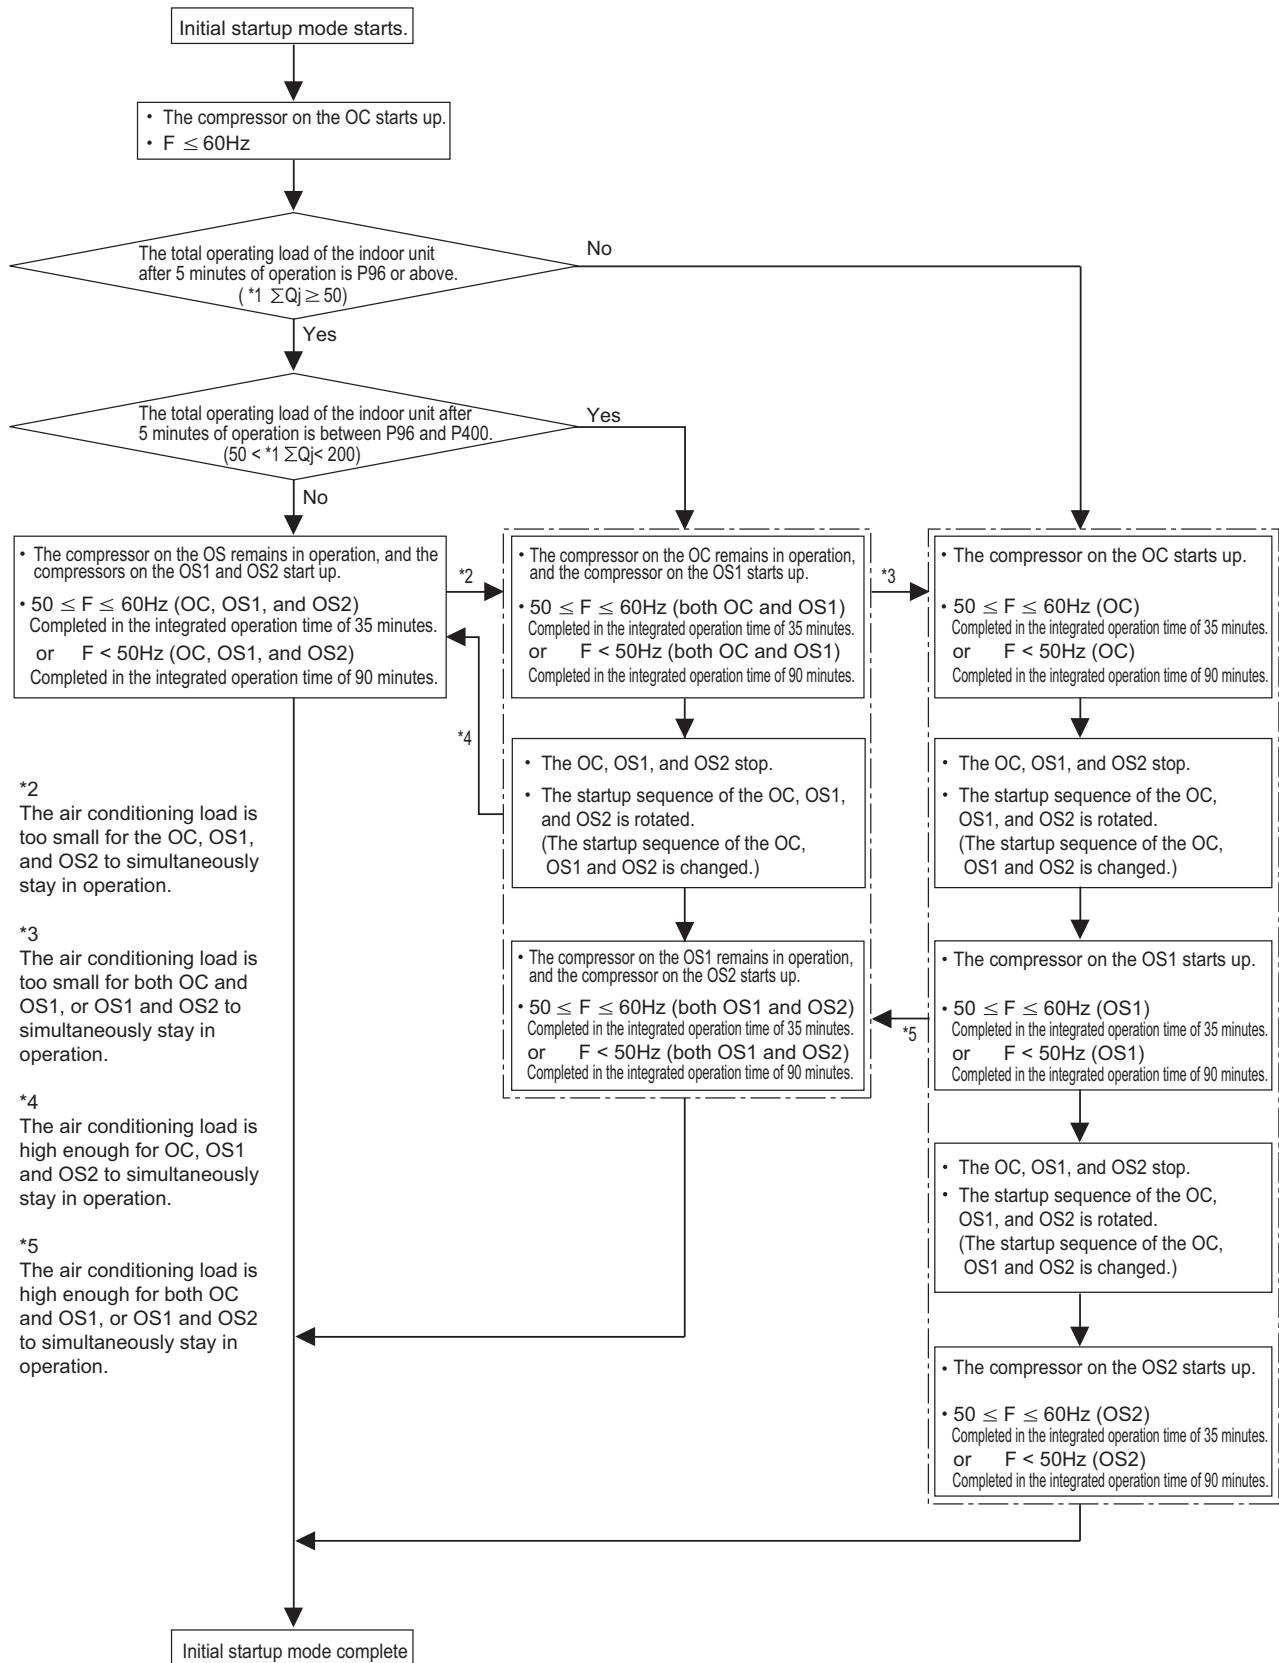 Initial startup mode starts.
• The compressor on the OC starts up.
• F ≤ 60Hz
The total operating load of the indoor unit
after 5 minutes of operation is P96 or above.
( *1 ∑Qj ≥ 50)
No
Yes
The total operating load of the indoor unit after
5 minutes of operation is between P96 and P400.
(50 < *1 ∑Qj< 200)
Yes
No
• The compressor on the OS remains in operation, and the
compressors on the OS1 and OS2 start up.
• 50 ≤ F ≤ 60Hz (OC, OS1, and OS2)
Completed in the integrated operation time of 35 minutes.
or F < 50Hz (OC, OS1, and OS2)
Completed in the integrated operation time of 90 minutes.
*2
• The compressor on the OC remains in operation,
and the compressor on the OS1 starts up.
• 50 ≤ F ≤ 60Hz (both OC and OS1)
Completed in the integrated operation time of 35 minutes.
or F < 50Hz (both OC and OS1)
Completed in the integrated operation time of 90 minutes.
*3
• The compressor on the OC starts up.
• 50 ≤ F ≤ 60Hz (OC)
Completed in the integrated operation time of 35 minutes.
or F < 50Hz (OC)
Completed in the integrated operation time of 90 minutes.
*4
• The OC, OS1, and OS2 stop.
• The startup sequence of the OC, OS1,
and OS2 is rotated.
(The startup sequence of the OC,
OS1 and OS2 is changed.)
• The OC, OS1, and OS2 stop.
• The startup sequence of the OC,
OS1, and OS2 is rotated.
(The startup sequence of the OC,
OS1 and OS2 is changed.)
• The compressor on the OS1 remains in operation,
and the compressor on the OS2 starts up.
• 50 ≤ F ≤ 60Hz (both OS1 and OS2)
Completed in the integrated operation time of 35 minutes.
or F < 50Hz (both OS1 and OS2)
Completed in the integrated operation time of 90 minutes.
*5
• The compressor on the OS1 starts up.
• 50 ≤ F ≤ 60Hz (OS1)
Completed in the integrated operation time of 35 minutes.
or F < 50Hz (OS1)
Completed in the integrated operation time of 90 minutes.
• The OC, OS1, and OS2 stop.
• The startup sequence of the OC,
OS1, and OS2 is rotated.
(The startup sequence of the OC,
OS1 and OS2 is changed.)
• The compressor on the OS2 starts up.
• 50 ≤ F ≤ 60Hz (OS2)
Completed in the integrated operation time of 35 minutes.
or F < 50Hz (OS2)
Completed in the integrated operation time of 90 minutes.
*2
The air conditioning load is
too small for the OC, OS1,
and OS2 to simultaneously
stay in operation.
*3
The air conditioning load is
too small for both OC and
OS1, or OS1 and OS2 to
simultaneously stay in
operation.
*4
The air conditioning load is
high enough for OC, OS1
and OS2 to simultaneously
stay in operation.
*5
The air conditioning load is
high enough for both OC
and OS1, or OS1 and OS2
to simultaneously stay in
operation.
Initial startup mode complete